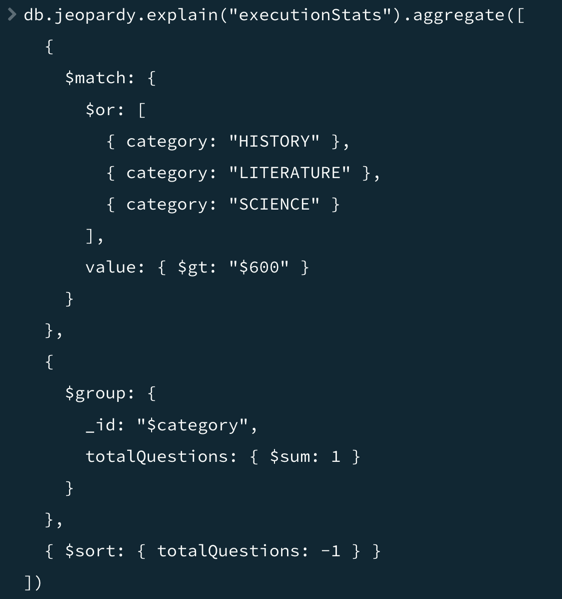 > db.jeopardy.explain("executionStats").aggregate([
{
$match: {
$or: [
{ category: "HISTORY" },
{ category: "LITERATURE" },
{ category: "SCIENCE" }
],
value: { $gt: "$600" }
}
},
{
$group: {
_id: "$category",
totalQuestions: { $sum: 1 }
}
},
{ $sort: { totalQuestions: -1 } }
])